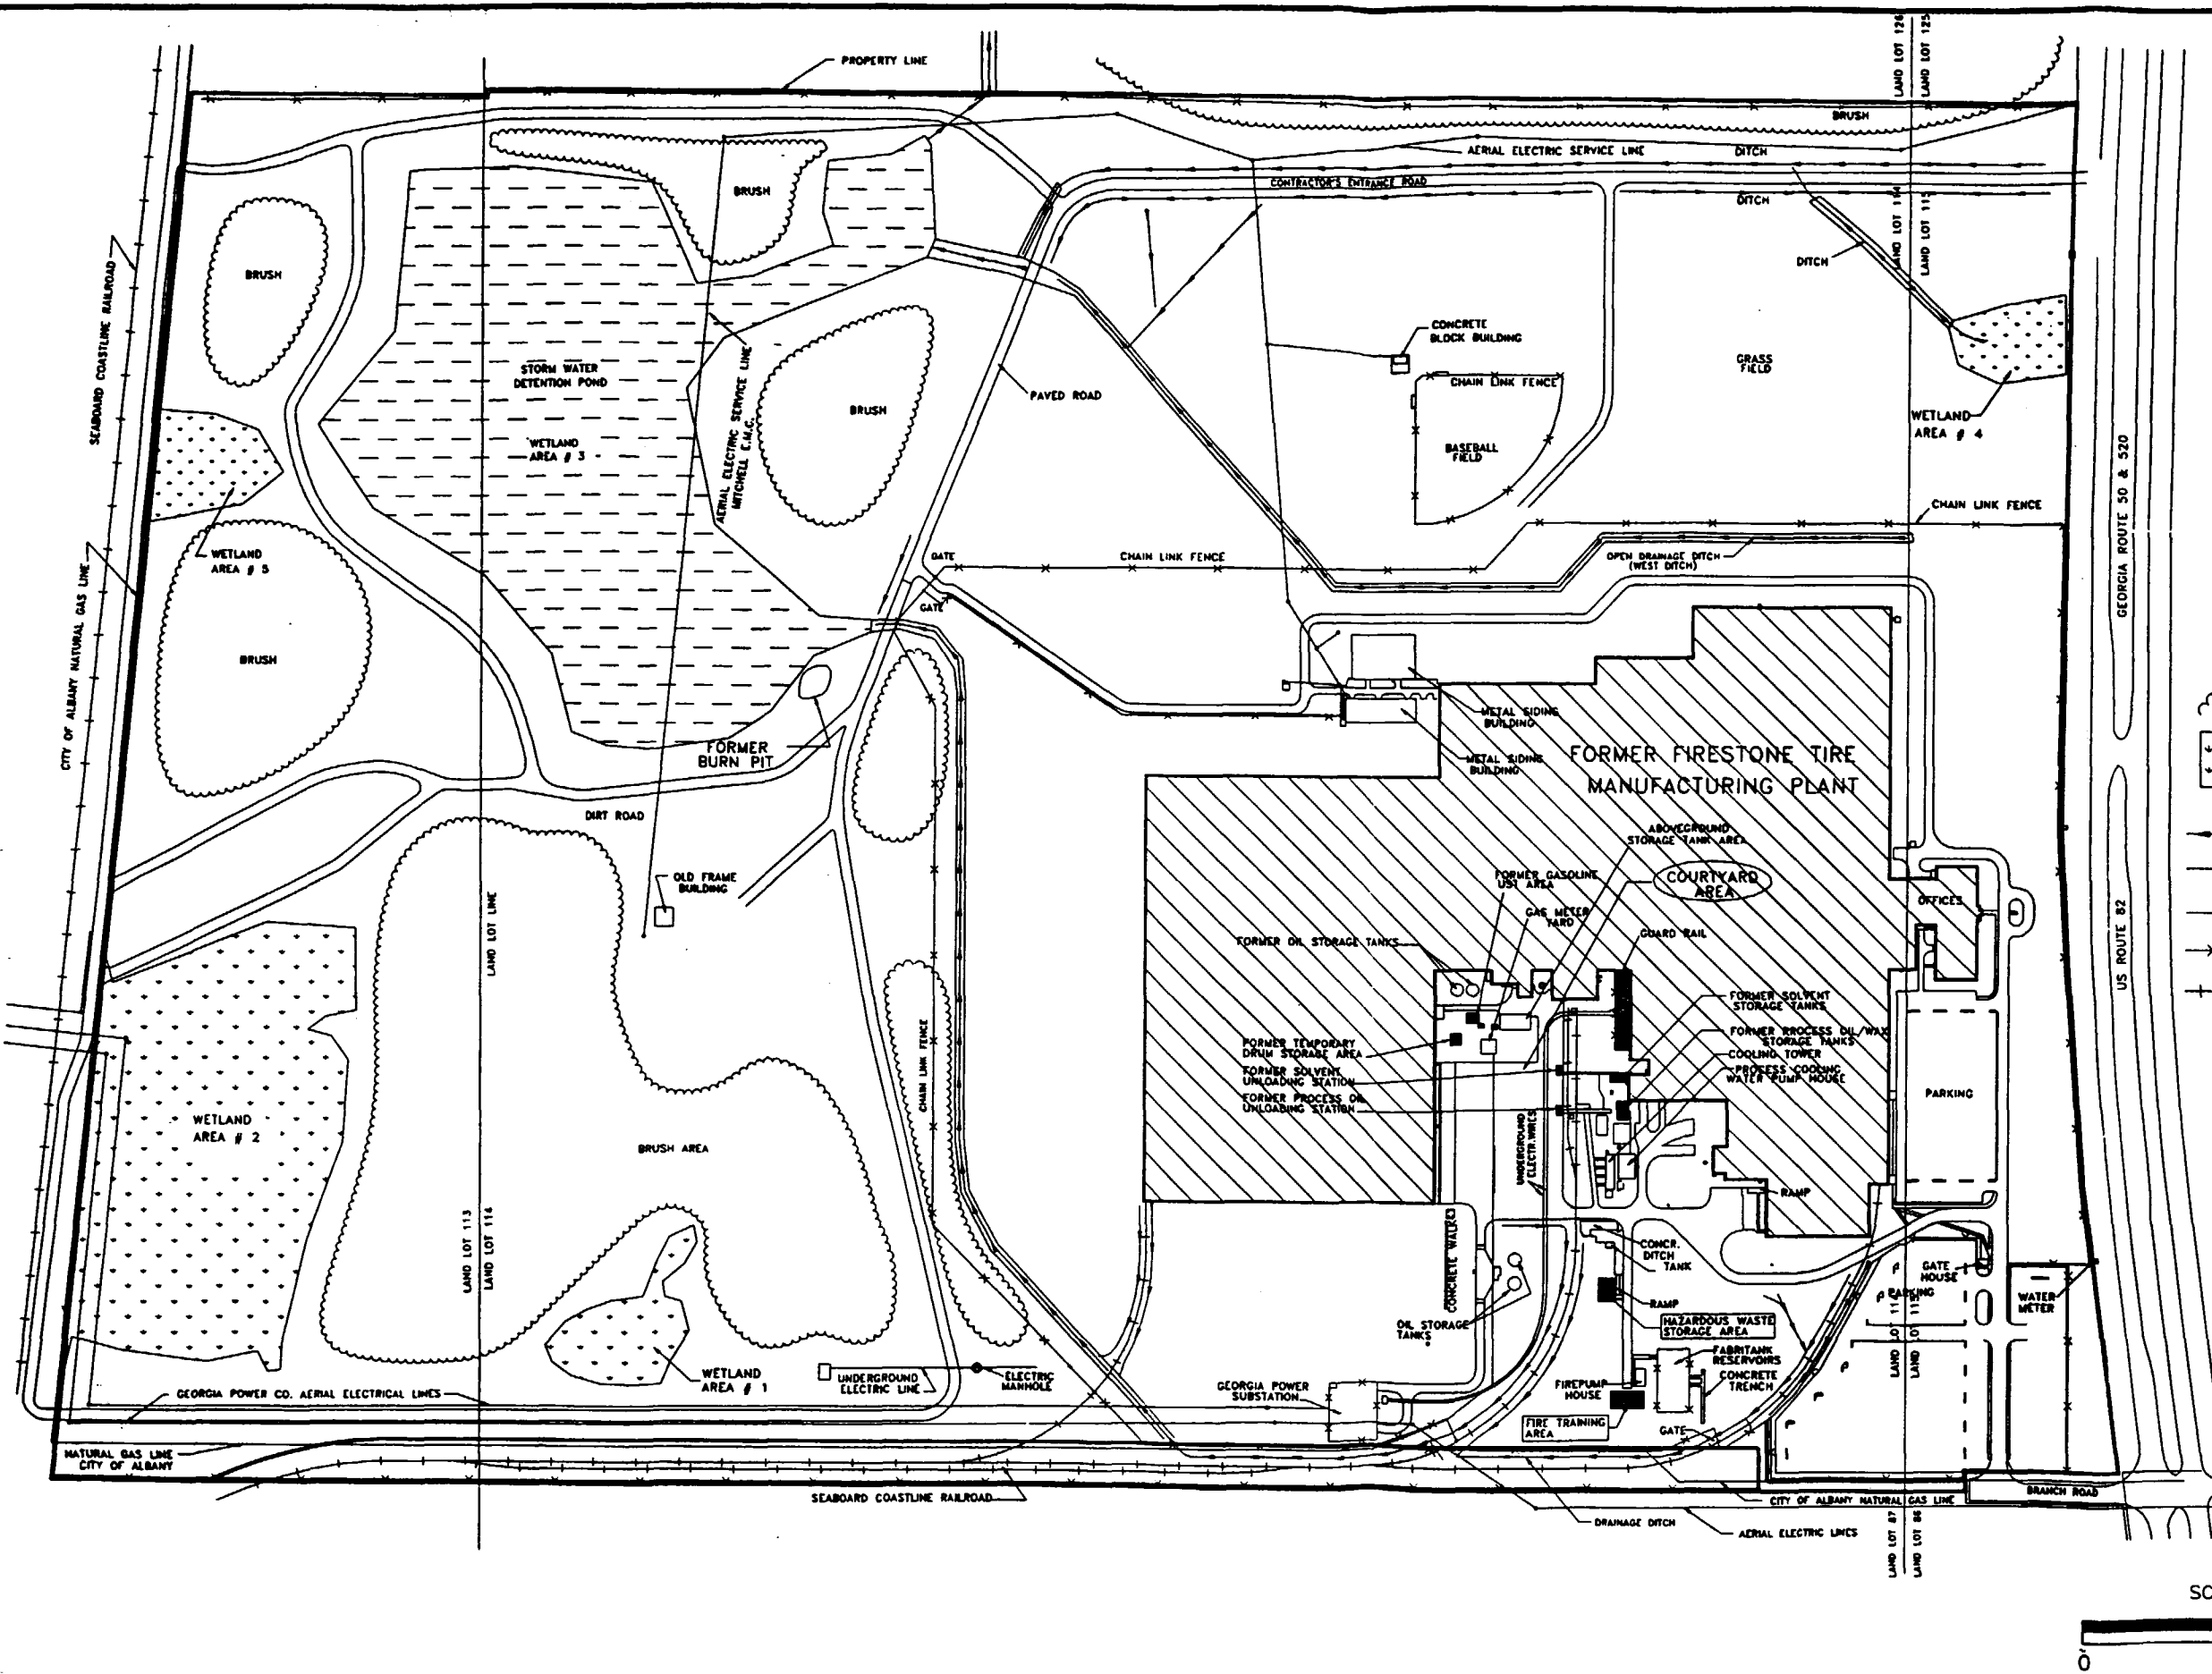 PROPERTY LINE
LAND LOT 126
LAND LOT 125
BRUSH
AERIAL ELECTRIC SERVICE LINE
DITCH
CONTRACTOR'S ENTRANCE ROAD
DITCH
LAND LOT 114
LAND LOT 115
BRUSH
DITCH
BRUSH
SEABOARD COASTLINE RAILROAD
STORM WATER
DETENTION POND
AERIAL ELECTRIC SERVICE LINE
MITCHELL E.M.C.
BRUSH
PAVED ROAD
CONCRETE
BLOCK BUILDING
CHAIN LINK FENCE
BASEBALL
FIELD
GRASS
FIELD
WETLAND
AREA # 4
WETLAND
AREA # 3
WETLAND
AREA # 5
CITY OF ALBANY NATURAL GAS LINE
GEORGIA ROUTE 50 & 520
CHAIN LINK FENCE
OPEN DRAINAGE DITCH
(WEST DITCH)
GATE
CHAIN LINK FENCE
GATE
BRUSH
FORMER
BURN PIT
METAL SIDING
BUILDING
METAL SIDING
BUILDING
FORMER FIRESTONE TIRE
MANUFACTURING PLANT
DIRT ROAD
ABOVEGROUND
STORAGE TANK AREA
OLD FRAME
BUILDING
FORMER GASOLINE
UST AREA
COURTYARD
AREA
OFFICES
GAS METER
YARD
GUARD RAIL
FORMER OIL STORAGE TANKS
LAND LOT LINE
US ROUTE 82
FORMER SOLVENT
STORAGE TANKS
FORMER PROCESS OIL/WAX
STORAGE TANKS
COOLING TOWER
PROCESS COOLING
WATER PUMP HOUSE
FORMER TEMPORARY
DRUM STORAGE AREA
FORMER SOLVENT
UNLOADING STATION
FORMER PROCESS OIL
UNLOADING STATION
CHAIN LINK FENCE
PARKING
WETLAND
AREA # 2
BRUSH AREA
UNDERGROUND
ELECTR. WIRES
RAMP
LAND LOT 113
LAND LOT 114
CONCRETE WALK
CONCR.
DITCH
TANK
GATE
HOUSE
PARKING
WATER
METER
RAMP
HAZARDOUS WASTE
STORAGE AREA
OIL STORAGE
TANKS
LAND LOT 114
LAND LOT 115
FABRITANK
RESERVOIRS
CONCRETE
TRENCH
WETLAND
AREA # 1
UNDERGROUND
ELECTRIC LINE
ELECTRIC
MANHOLE
GEORGIA POWER
SUBSTATION
FIREPUMP
HOUSE
GEORGIA POWER CO. AERIAL ELECTRICAL LINES
FIRE TRAINING
AREA
GATE
NATURAL GAS LINE
CITY OF ALBANY
SEABOARD COASTLINE RAILROAD
CITY OF ALBANY NATURAL GAS LINE
BRANCH ROAD
DRAINAGE DITCH
AERIAL ELECTRIC LINES
LAND LOT 87
LAND LOT 86
SC
0'